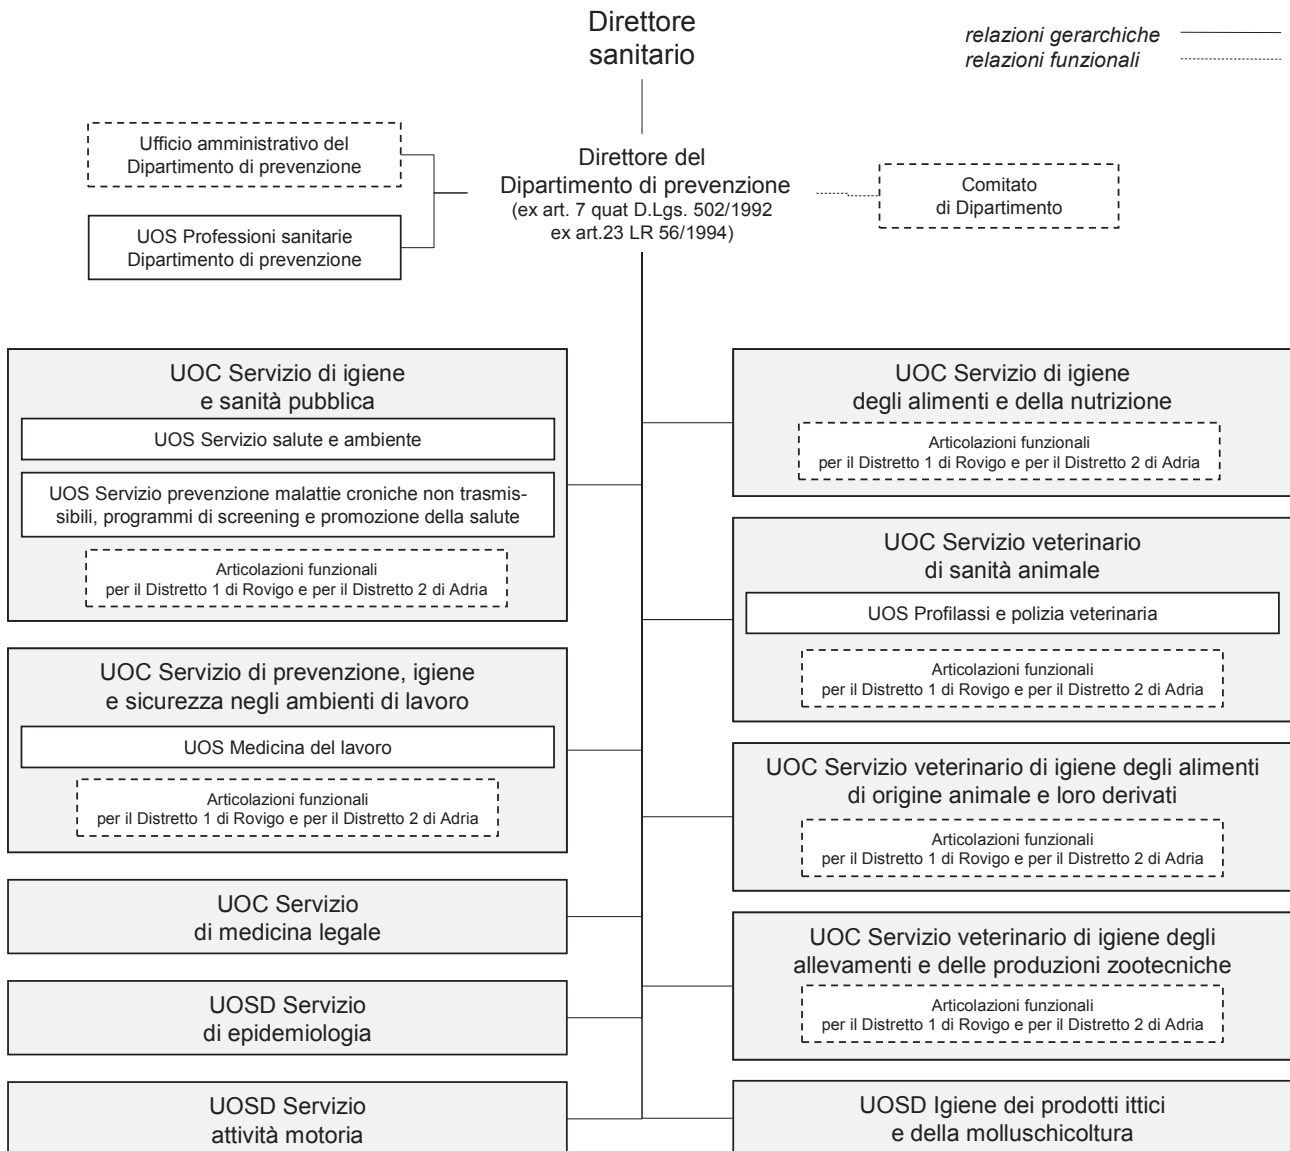 Direttore
sanitario
relazioni gerarchiche
relazioni funzionali
Ufficio amministrativo del
Dipartimento di prevenzione
UOS Professioni sanitarie
Dipartimento di prevenzione
Direttore del
Dipartimento di prevenzione
(ex art. 7 quat D.Lgs. 502/1992
ex art.23 LR 56/1994)
Comitato
di Dipartimento
UOC Servizio di igiene
e sanità pubblica
UOS Servizio salute e ambiente
UOS Servizio prevenzione malattie croniche non trasmis-
sibili, programmi di screening e promozione della salute
Articolazioni funzionali
per il Distretto 1 di Rovigo e per il Distretto 2 di Adria
UOC Servizio di prevenzione, igiene
e sicurezza negli ambienti di lavoro
UOS Medicina del lavoro
Articolazioni funzionali
per il Distretto 1 di Rovigo e per il Distretto 2 di Adria
UOC Servizio
di medicina legale
UOSD Servizio
di epidemiologia
UOSD Servizio
attività motoria
UOC Servizio di igiene
degli alimenti e della nutrizione
Articolazioni funzionali
per il Distretto 1 di Rovigo e per il Distretto 2 di Adria
UOC Servizio veterinario
di sanità animale
UOS Profilassi e polizia veterinaria
Articolazioni funzionali
per il Distretto 1 di Rovigo e per il Distretto 2 di Adria
UOC Servizio veterinario di igiene degli alimenti
di origine animale e loro derivati
Articolazioni funzionali
per il Distretto 1 di Rovigo e per il Distretto 2 di Adria
UOC Servizio veterinario di igiene degli
allevamenti e delle produzioni zootecniche
Articolazioni funzionali
per il Distretto 1 di Rovigo e per il Distretto 2 di Adria
UOSD Igiene dei prodotti ittici
e della molluschicoltura